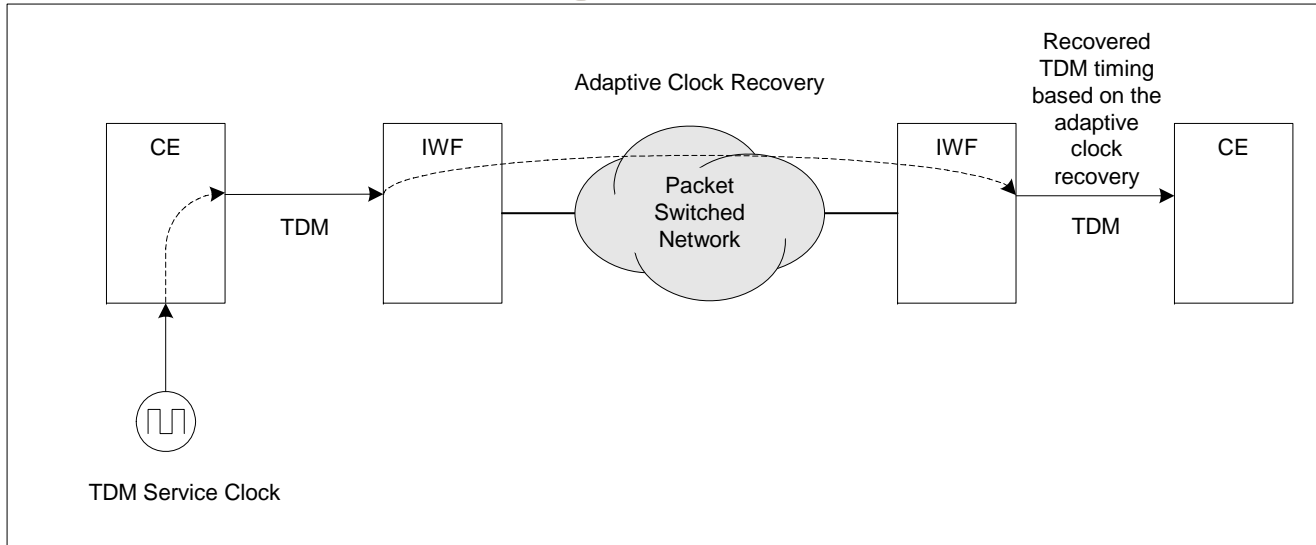 Recovered
TDM timing
based on the
adaptive
clock
recovery
Adaptive Clock Recovery
CE
IWF
Packet
Switched
Network
IWF
CE
TDM
TDM
TDM Service Clock